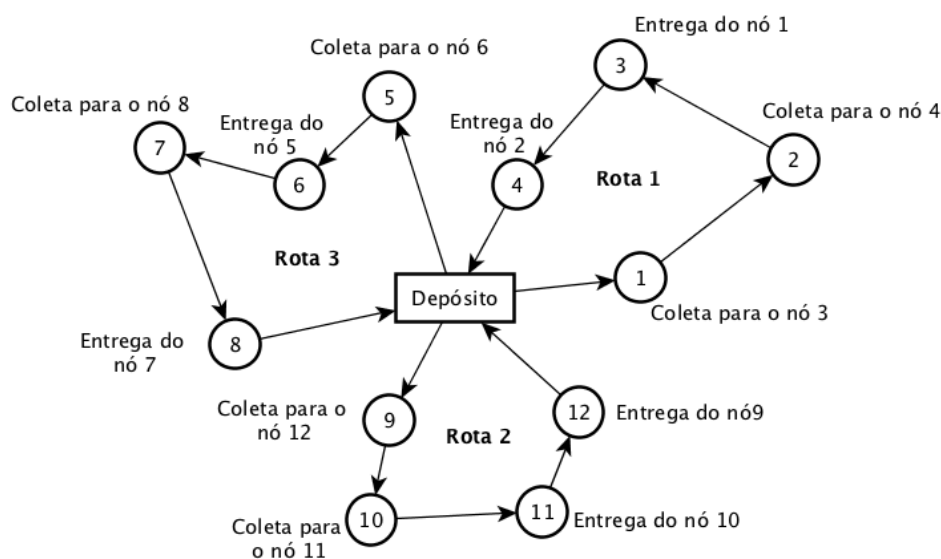 Entrega do nó 1
3
Coleta para o nó 6
5
Coleta para o nó 8
7
Entrega do
nó 5
6
Entrega do
nó 2
4
Coleta para o nó 4
2
Rota 1
Rota 3
1
Coleta para o nó 3
Depósito
Entrega do
nó 7
8
Coleta para o
nó 12
9
Rota 2
12
Entrega do nó9
Coleta para
o nó 11
10
11
Entrega do nó 10